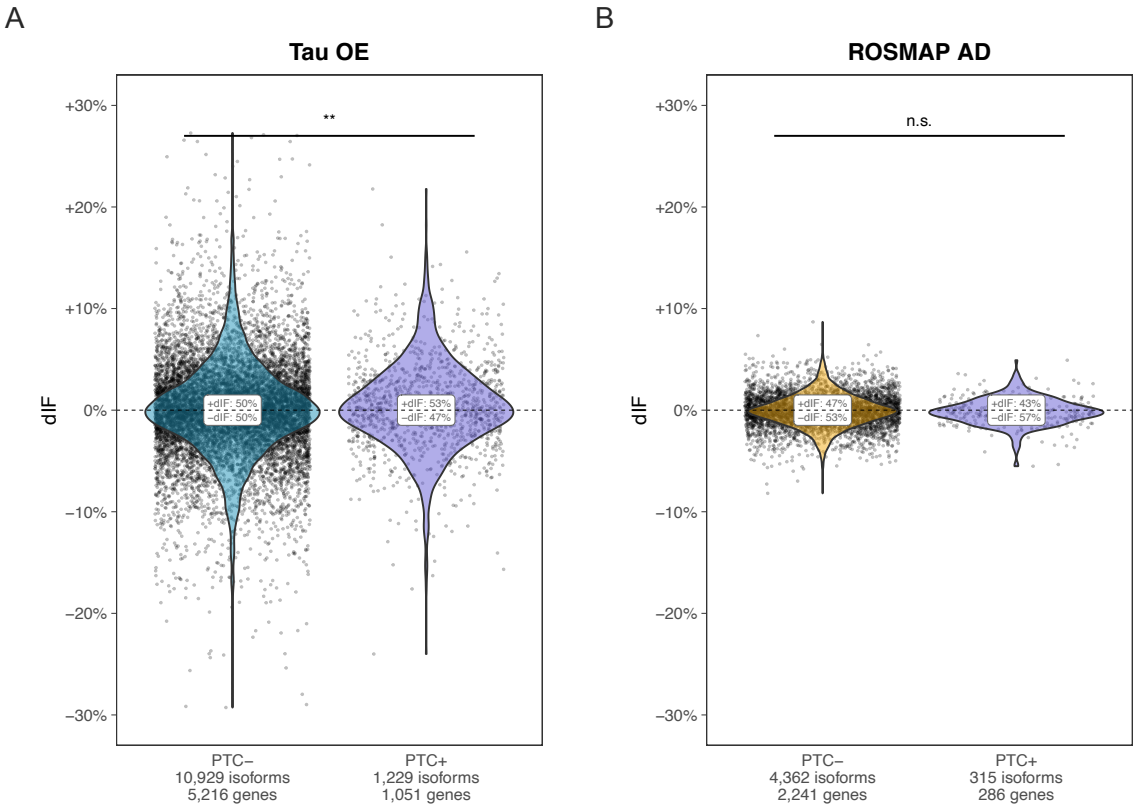 A
Tau OE
+30%
+20%
+10%
0%
−10%
−20%
−30%
dIF
**
+dIF: 50%
−dIF: 50%
+dIF: 53%
−dIF: 47%
PTC−
10,929 isoforms
5,216 genes
PTC+
1,229 isoforms
1,051 genes
B
ROSMAP AD
+30%
+20%
+10%
0%
−10%
−20%
−30%
dIF
n.s.
+dIF: 47%
−dIF: 53%
+dIF: 43%
−dIF: 57%
PTC−
4,362 isoforms
2,241 genes
PTC+
315 isoforms
286 genes